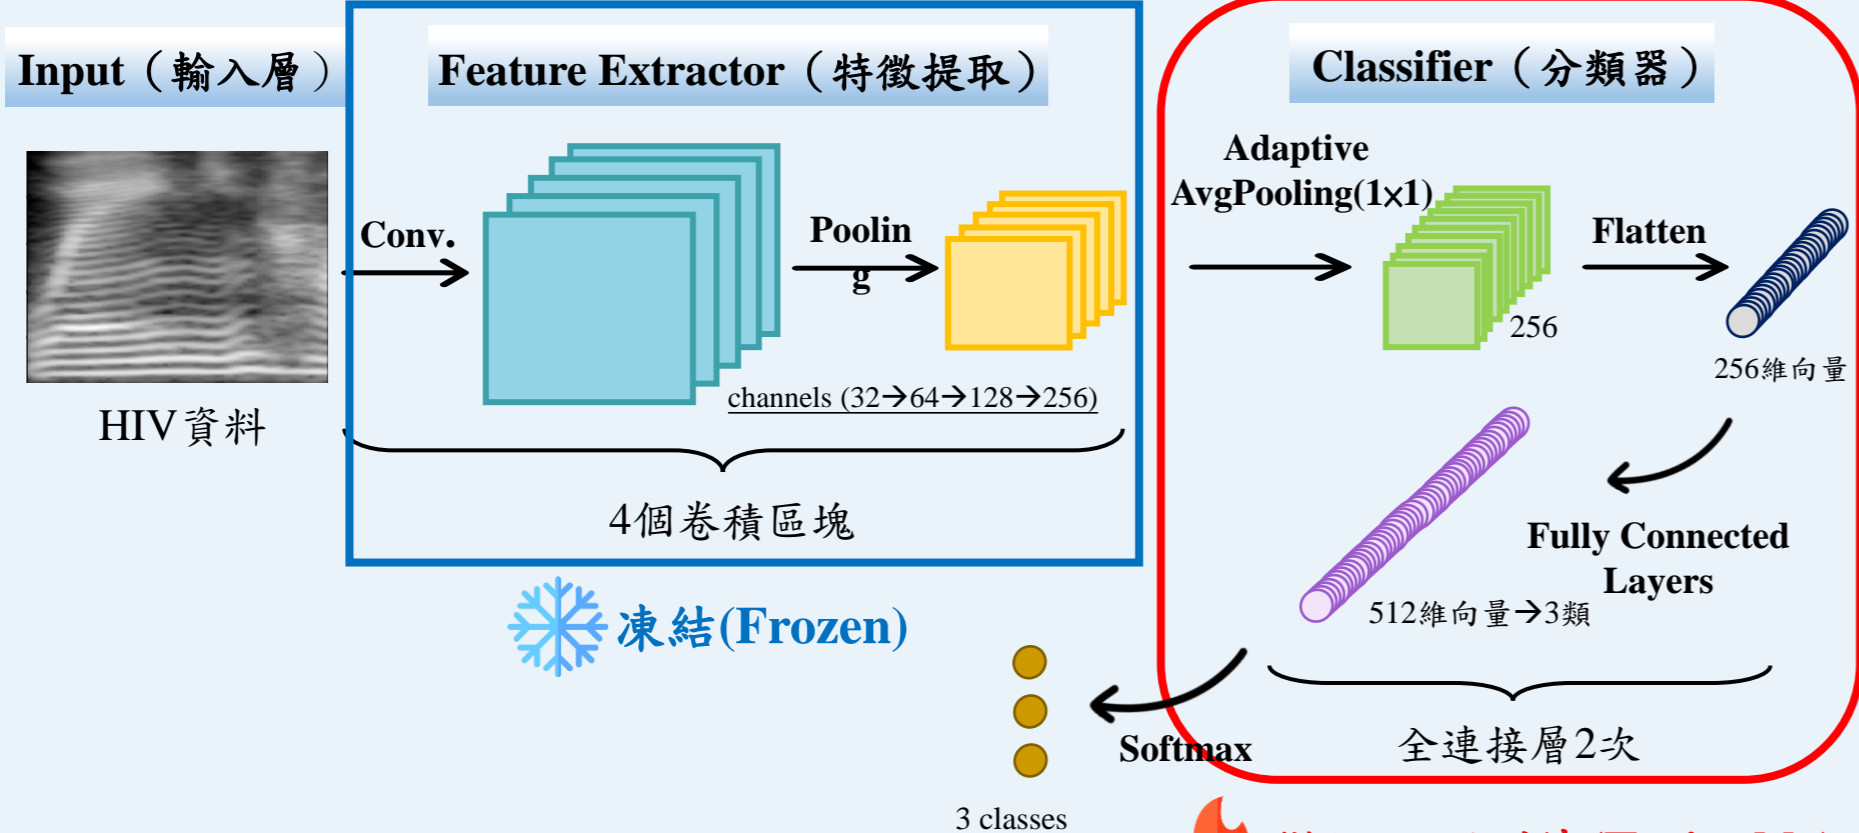 Input（輸入層）
Feature Extractor（特徵提取）
Classifier（分類器）
Conv.
Poolin
g
channels (32→64→128→256)
HIV資料
4個卷積區塊
凍結(Frozen)
Adaptive
AvgPooling(1×1)
256
Flatten
256維向量
Fully Connected
Layers
512維向量→3類
全連接層2次
Softmax
3 classes